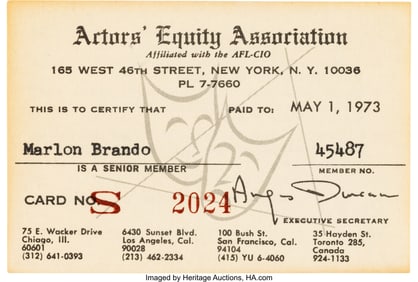 Actors' Equity Association
Affiliated with the AFL-CIO
165 WEST 46TH STREET, NEW YORK, N. Y. 10036
PL 7-7660
THIS IS TO CERTIFY THAT PAID TO: MAY 1, 1973
Marlon Brando 45487
IS A SENIOR MEMBER MEMBER NO.
CARD NO. S 2024 Angus Duncan
EXECUTIVE SECRETARY
75 E. Wacker Drive 6430 Sunset Blvd. 100 Bush St. 35 Hayden St.
Chiago, Ill. Los Angeles, Cal. San Francisco, Cal. Toronto 285,
60601 90028 94104 Canada
(312) 641-0393 (213) 462-2334 (415) YU 6-4060 924-1133
Imaged by Heritage Auctions, HA.com